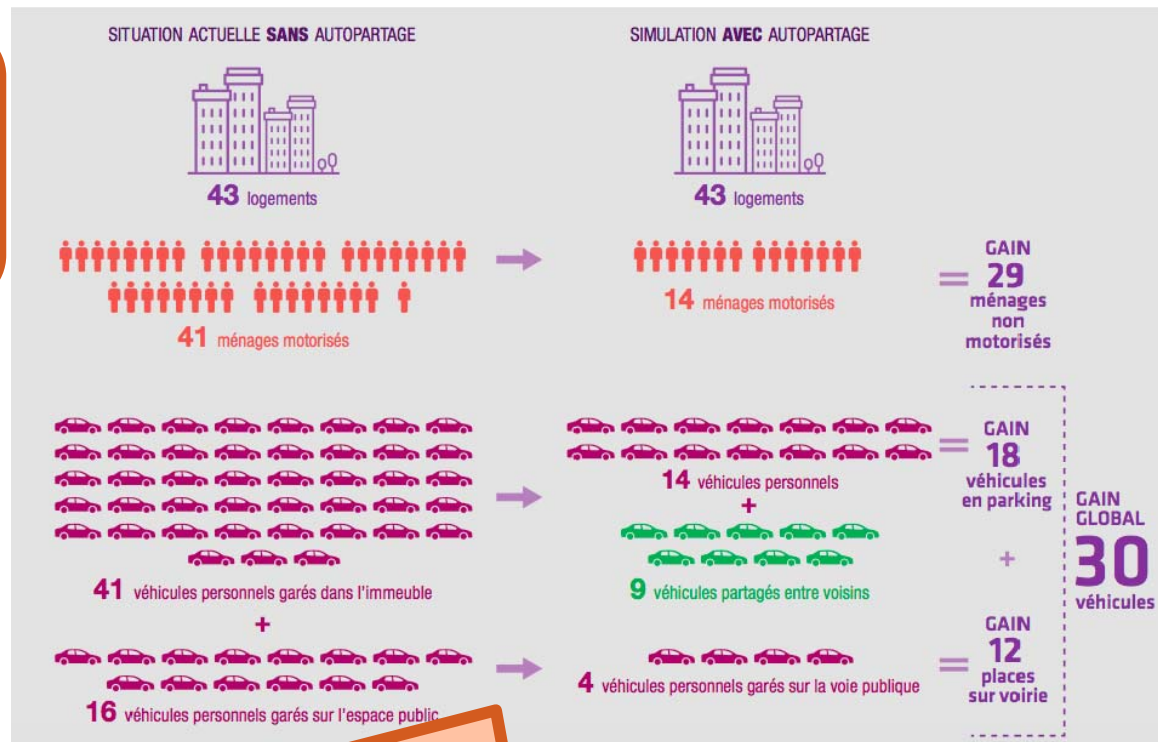 SITUATION ACTUELLE SANS AUTOPARTAGE
SIMULATION AVEC AUTOPARTAGE
43 logements
43 logements
41 ménages motorisés
14 ménages motorisés
GAIN
29
ménages
non
motorisés
41 véhicules personnels garés dans l'immeuble
+
16 véhicules personnels garés sur l'espace public
14 véhicules personnels
+
9 véhicules partagés entre voisins
4 véhicules personnels garés sur la voie publique
=
=
=
GAIN
18
véhicules
en parking
+
GAIN
12
places
sur voirie
GAIN
GLOBAL
30
véhicules